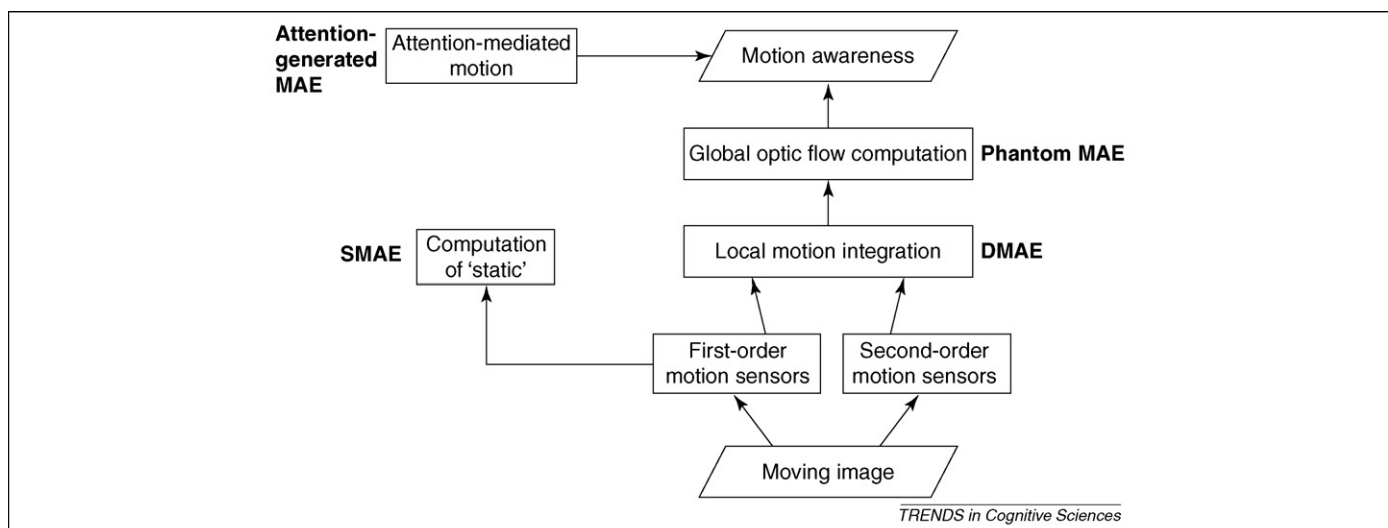 Attention-
generated
MAE
Attention-mediated
motion
Motion awareness
Global optic flow computation
Phantom MAE
SMAE
Computation
of ‘static’
Local motion integration
DMAE
First-order
motion sensors
Second-order
motion sensors
Moving image
TRENDS in Cognitive Sciences